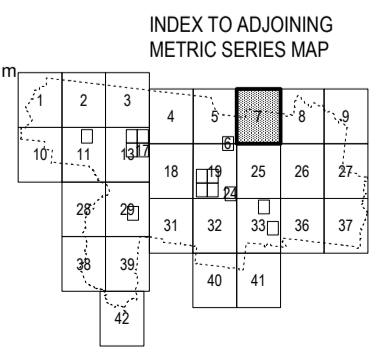 INDEX TO ADJOINING
METRIC SERIES MAP
m
1 2 3
4 5 7 8 9
6
10 11 13 17
18 19 25 26 27
24
28 29
31 32 33 36 37
38 39
40 41
42